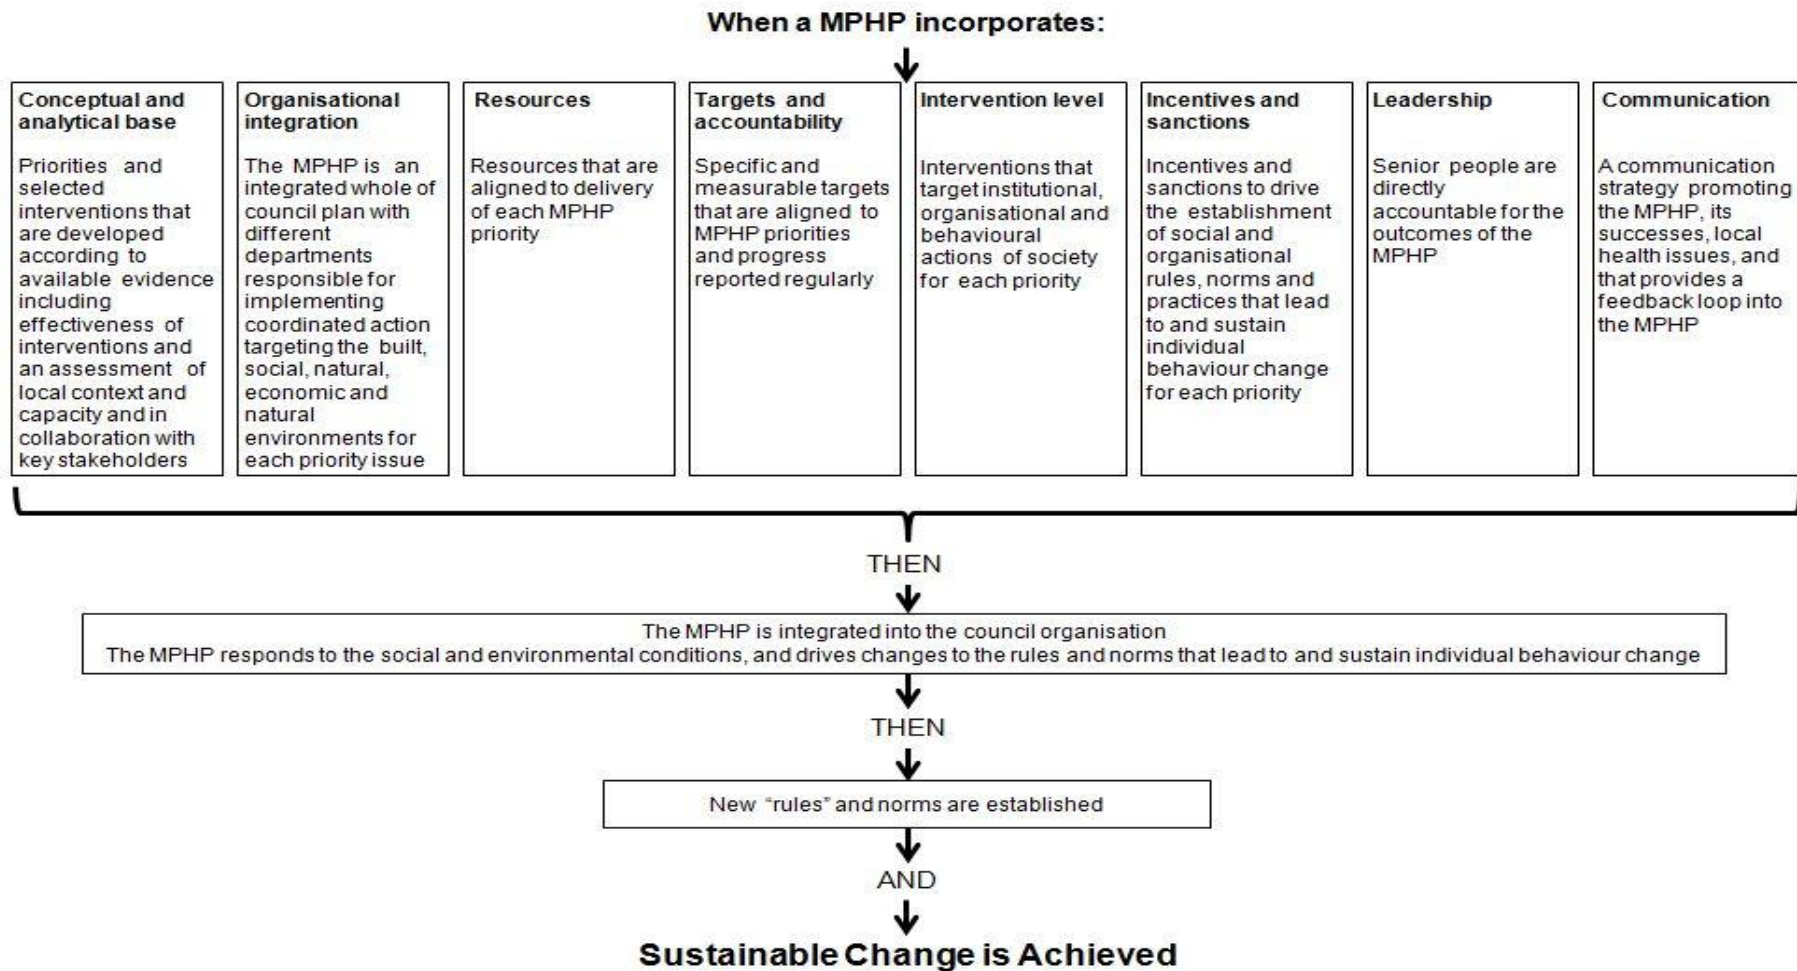 When a MPHP incorporates:
Conceptual and
analytical base
Priorities and
selected
interventions that
are developed
according to
available evidence
including
effectiveness of
interventions and
an assessment of
local context and
capacity and in
collaboration with
key stakeholders
Organisational
integration
The MPHP is an
integrated whole of
council plan with
different
departments
responsible for
implementing
coordinated action
targeting the built,
social, natural,
economic and
natural
environments for
each priority issue
Resources
Resources that are
aligned to delivery
of each MPHP
priority
Targets and
accountability
Specific and
measurable targets
that are aligned to
MPHP priorities
and progress
reported regularly
Intervention level
Interventions that
target institutional,
organisational and
behavioural
actions of society
for each priority
Incentives and
sanctions
Incentives and
sanctions to drive
the establishment
of social and
organisational
rules, norms and
practices that lead
to and sustain
individual
behaviour change
for each priority
Leadership
Senior people are
directly
accountable for the
outcomes of the
MPHP
Communication
A communication
strategy promoting
the MPHP, its
successes, local
health issues, and
that provides a
feedback loop into
the MPHP
THEN
The MPHP is integrated into the council organisation
The MPHP responds to the social and environmental conditions, and drives changes to the rules and norms that lead to and sustain individual behaviour change
THEN
New “rules” and norms are established
AND
Sustainable Change is Achieved